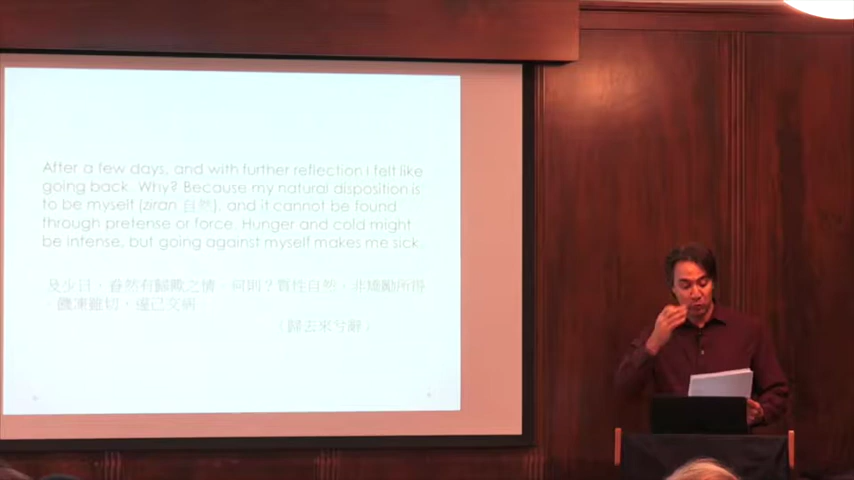 After a few days, and with further reflection I felt like
going back. Why? Because my natural disposition is
to be myself (ziran 自然), and it cannot be found
through pretense or force. Hunger and cold might
be intense, but going against myself makes me sick.
及少日，眷然有歸歟之情。何則？質性自然，非矯勵所得
。饑凍雖切，違己交病
（歸去來兮辭）